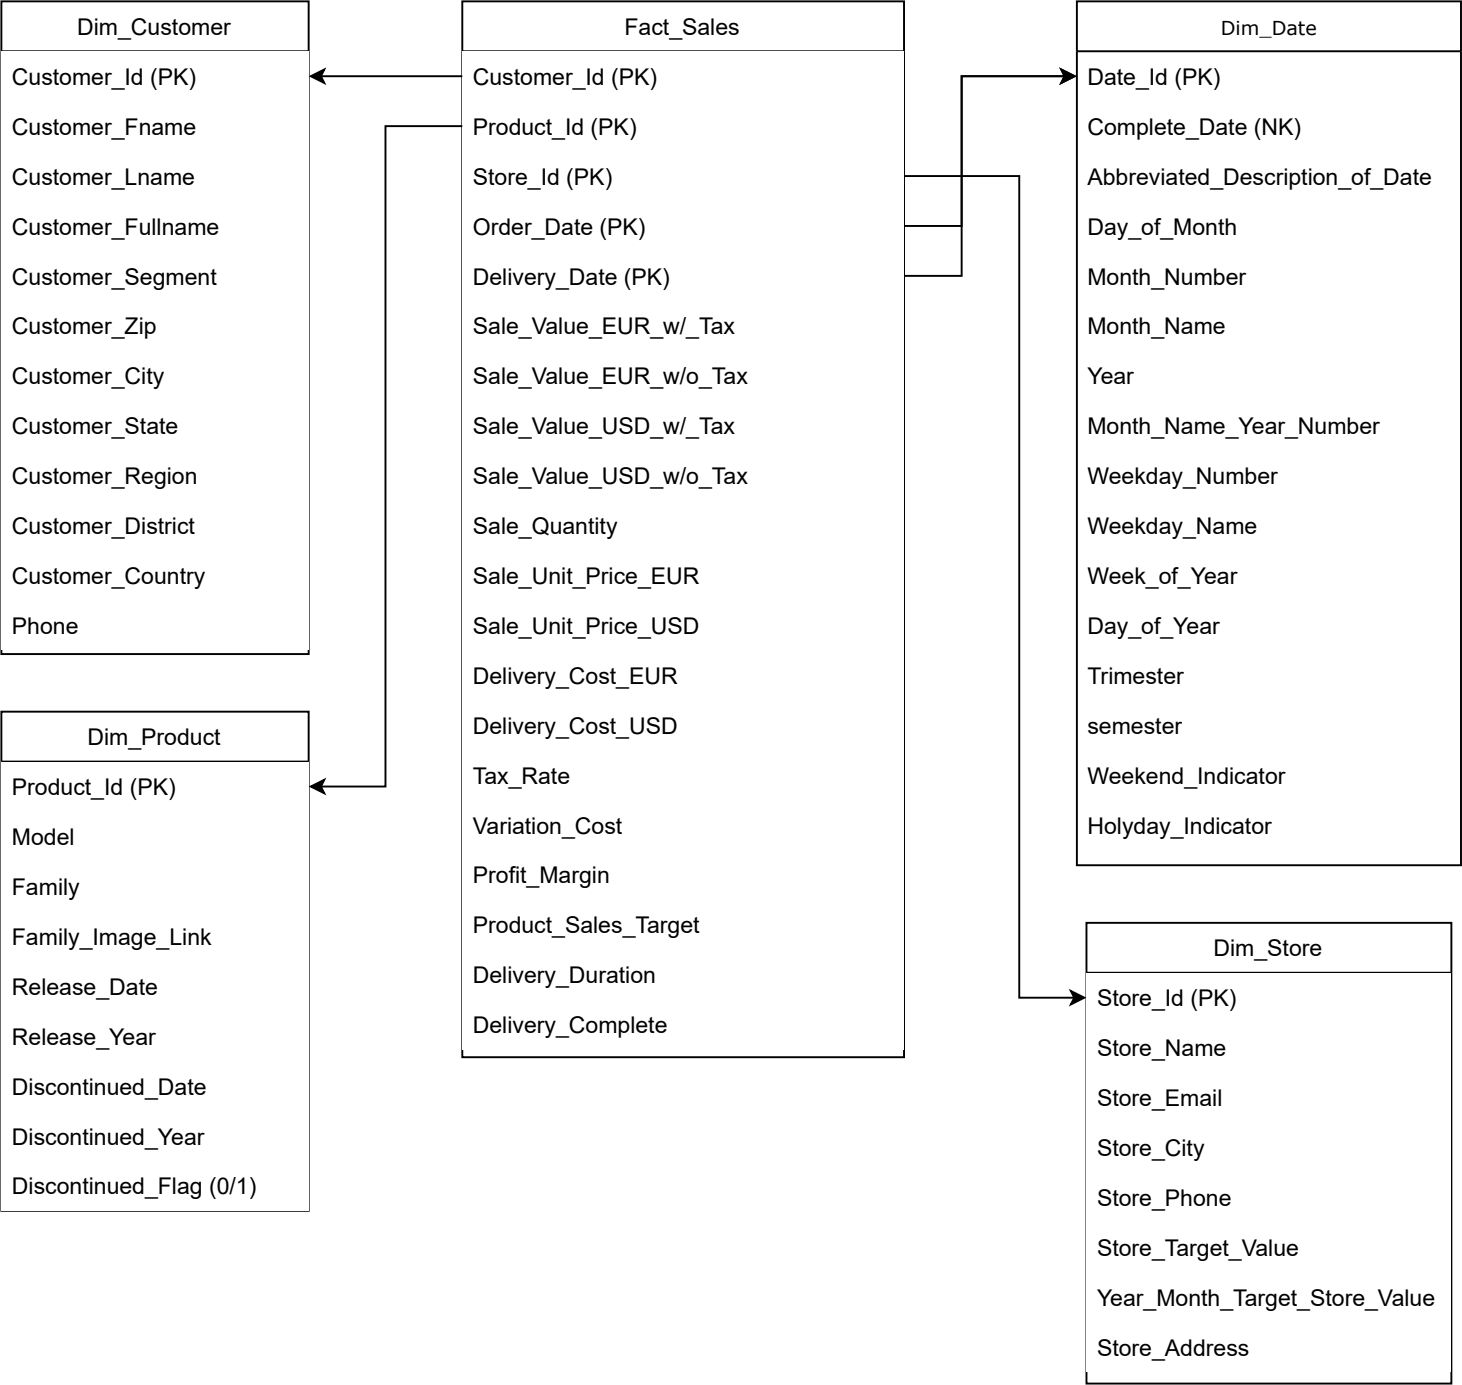 Dim_Customer
Customer_Id (PK)
Customer_Fname
Customer_Lname
Customer_Fullname
Customer_Segment
Customer_Zip
Customer_City
Customer_State
Customer_Region
Customer_District
Customer_Country
Phone
Dim_Product
Product_Id (PK)
Model
Family
Family_Image_Link
Release_Date
Release_Year
Discontinued_Date
Discontinued_Year
Discontinued_Flag (0/1)
Fact_Sales
Customer_Id (PK)
Product_Id (PK)
Store_Id (PK)
Order_Date (PK)
Delivery_Date (PK)
Sale_Value_EUR_w/_Tax
Sale_Value_EUR_w/o_Tax
Sale_Value_USD_w/_Tax
Sale_Value_USD_w/o_Tax
Sale_Quantity
Sale_Unit_Price_EUR
Sale_Unit_Price_USD
Delivery_Cost_EUR
Delivery_Cost_USD
Tax_Rate
Variation_Cost
Profit_Margin
Product_Sales_Target
Delivery_Duration
Delivery_Complete
Dim_Date
Date_Id (PK)
Complete_Date (NK)
Abbreviated_Description_of_Date
Day_of_Month
Month_Number
Month_Name
Year
Month_Name_Year_Number
Weekday_Number
Weekday_Name
Week_of_Year
Day_of_Year
Trimester
semester
Weekend_Indicator
Holyday_Indicator
Dim_Store
Store_Id (PK)
Store_Name
Store_Email
Store_City
Store_Phone
Store_Target_Value
Year_Month_Target_Store_Value
Store_Address